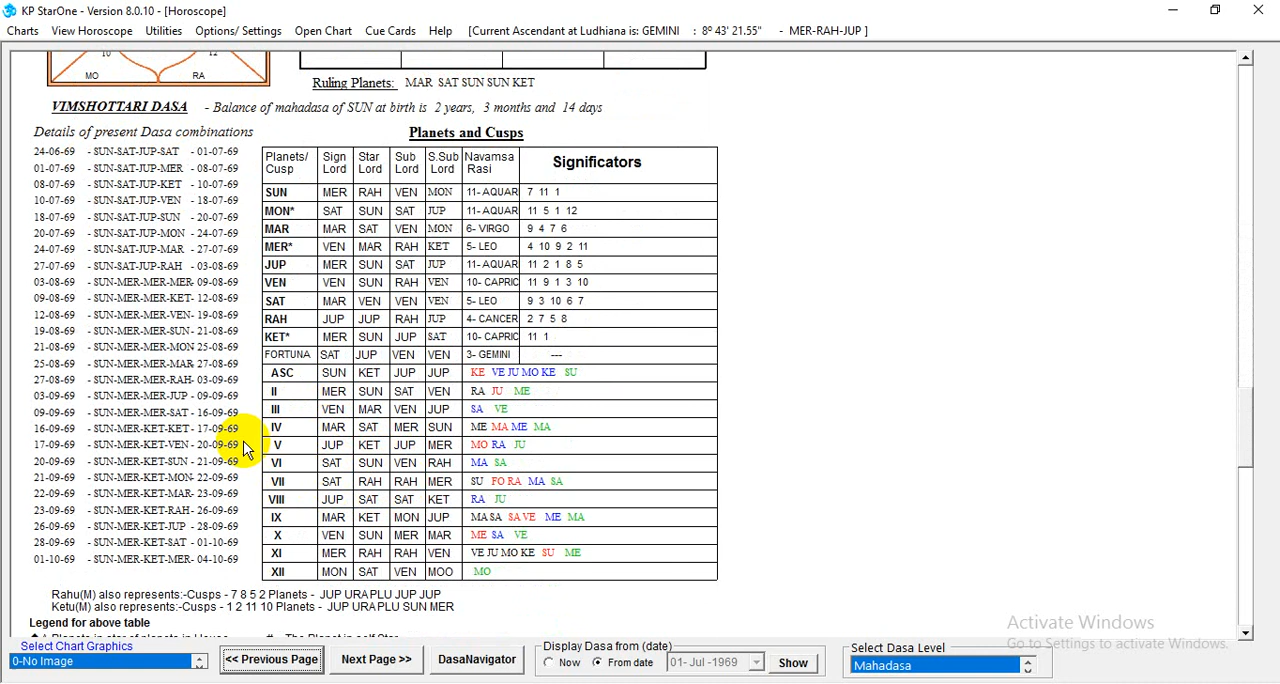 KP StarOne - Version 8.0.10 - [Horoscope]
Charts View Horoscope Utilities Options/ Settings Open Chart Cue Cards Help [Current Ascendant at Ludhiana is: GEMINI : 8° 43' 21.55" - MER-RAH-JUP ]
10 12
MO RA
Ruling Planets: MAR SAT SUN SUN KET
VIMSHOTTARI DASA - Balance of mahadasa of SUN at birth is 2 years, 3 months and 14 days
Details of present Dasa combinations
24-06-69 - SUN-SAT-JUP-SAT - 01-07-69
01-07-69 - SUN-SAT-JUP-MER - 08-07-69
08-07-69 - SUN-SAT-JUP-KET - 10-07-69
10-07-69 - SUN-SAT-JUP-VEN - 18-07-69
18-07-69 - SUN-SAT-JUP-SUN - 20-07-69
20-07-69 - SUN-SAT-JUP-MON - 24-07-69
24-07-69 - SUN-SAT-JUP-MAR - 27-07-69
27-07-69 - SUN-SAT-JUP-RAH - 03-08-69
03-08-69 - SUN-MER-MER-MER- 09-08-69
09-08-69 - SUN-MER-MER-KET- 12-08-69
12-08-69 - SUN-MER-MER-VEN- 19-08-69
19-08-69 - SUN-MER-MER-SUN- 21-08-69
21-08-69 - SUN-MER-MER-MON 25-08-69
25-08-69 - SUN-MER-MER-MAR 27-08-69
27-08-69 - SUN-MER-MER-RAH- 03-09-69
03-09-69 - SUN-MER-MER-JUP - 09-09-69
09-09-69 - SUN-MER-MER-SAT - 16-09-69
16-09-69 - SUN-MER-KET-KET - 17-09-69
17-09-69 - SUN-MER-KET-VEN - 20-09-69
20-09-69 - SUN-MER-KET-SUN - 21-09-69
21-09-69 - SUN-MER-KET-MON- 22-09-69
22-09-69 - SUN-MER-KET-MAR- 23-09-69
23-09-69 - SUN-MER-KET-RAH- 26-09-69
26-09-69 - SUN-MER-KET-JUP - 28-09-69
28-09-69 - SUN-MER-KET-SAT - 01-10-69
01-10-69 - SUN-MER-KET-MER- 04-10-69
Planets and Cusps
Planets/ Cusp Sign Lord Star Lord Sub Lord S.Sub Lord Navamsa Rasi Significators
SUN MER RAH VEN MON 11- AQUAR 7 11 1
MON* SAT SUN SAT JUP 11- AQUAR 11 5 1 12
MAR MAR SAT VEN MON 6- VIRGO 9 4 7 6
MER* VEN MAR RAH KET 5- LEO 4 10 9 2 11
JUP MER SUN SAT JUP 11- AQUAR 11 2 1 8 5
VEN VEN SUN RAH VEN 10- CAPRIC 11 9 1 3 10
SAT MAR VEN VEN VEN 5- LEO 9 3 10 6 7
RAH JUP JUP RAH JUP 4- CANCER 2 7 5 8
KET* MER SUN JUP SAT 10- CAPRIC 11 1
FORTUNA SAT JUP VEN VEN 3- GEMINI ---
ASC SUN KET JUP JUP KE VE JU MO KE SU
II MER SUN SAT VEN RA JU ME
III VEN MAR VEN JUP SA VE
IV MAR SAT MER SUN ME MA ME MA
V JUP KET JUP MER MO RA JU
VI SAT SUN VEN RAH MA SA
VII SAT RAH RAH MER SU FO RA MA SA
VIII JUP SAT SAT KET RA JU
IX MAR KET MON JUP MA SA SA VE ME MA
X VEN SUN MER MAR ME SA VE
XI MER RAH RAH VEN VE JU MO KE SU ME
XII MON SAT VEN MOO MO
Rahu(M) also represents:-Cusps - 7 8 5 2 Planets - JUP URA PLU JUP JUP
Ketu(M) also represents:-Cusps - 1 2 11 10 Planets - JUP URA PLU SUN MER
Legend for above table
Activate Windows
Go to Settings to activate Windows.
Select Chart Graphics
0-No Image
<< Previous Page
Next Page >>
DasaNavigator
Display Dasa from (date)
Now From date 01- Jul -1969 Show
Select Dasa Level
Mahadasa